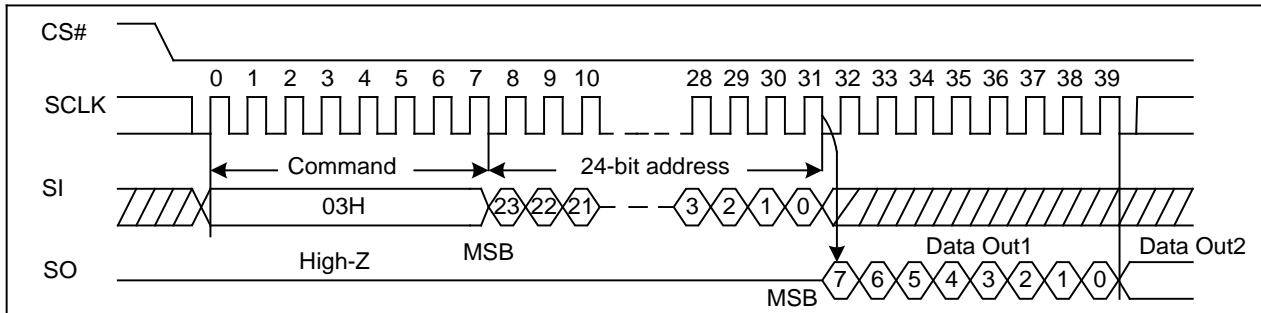 CS#
0 1 2 3 4 5 6 7 8 9 10 28 29 30 31 32 33 34 35 36 37 38 39
SCLK
Command 24-bit address
SI
03H 23 22 21 3 2 1 0
MSB
High-Z
Data Out1 Data Out2
SO
MSB 7 6 5 4 3 2 1 0